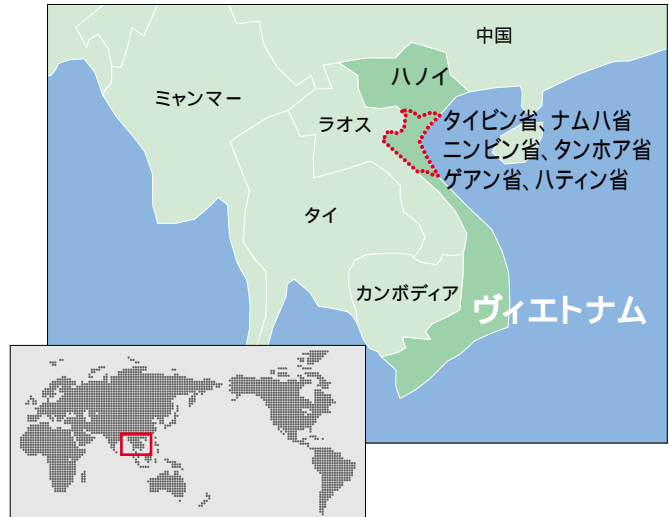 中国
ハノイ
ミャンマー
ラオス
タイビン省、ナムハ省
ニンビン省、タンホア省
ゲアン省、ハティン省
タイ
カンボディア
ヴィエトナム